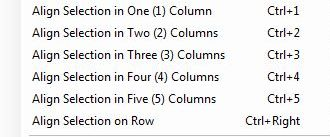 Align Selection in One (1) Column Ctrl+1
Align Selection in Two (2) Columns Ctrl+2
Align Selection in Three (3) Columns Ctrl+3
Align Selection in Four (4) Columns Ctrl+4
Align Selection in Five (5) Columns Ctrl+5
Align Selection on Row Ctrl+Right